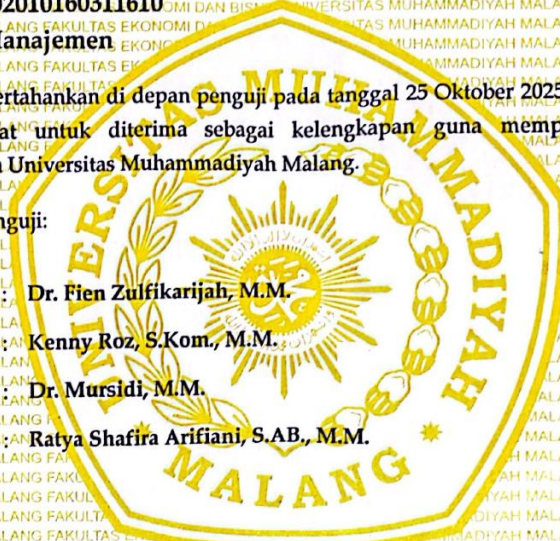 02010160311610
Manajemen
ertahankan di depan penguji pada tanggal 25 Oktober 2025
at untuk diterima sebagai kelengkapan guna memp
Universitas Muhammadiyah Malang.
nguji:
: Dr. Fien Zulfikarijah, M.M.
: Kenny Roz, S.Kom., M.M.
: Dr. Mursidi, M.M.
: Ratya Shafira Arifiani, S.AB., M.M.
UNIVERSITAS MUHAMMADIYAH
MALANG